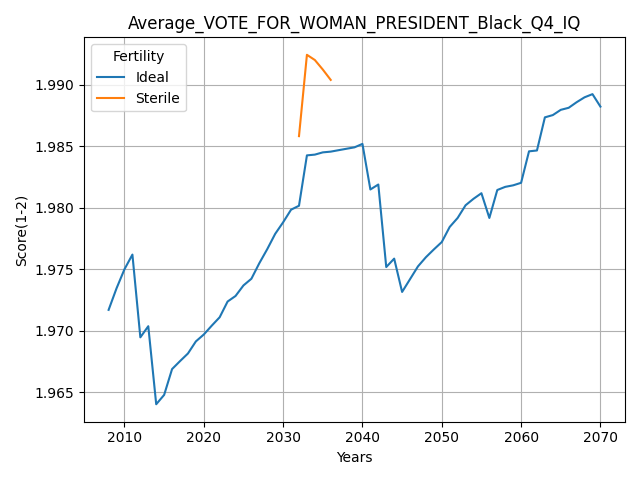 Average_VOTE_FOR_WOMAN_PRESIDENT_Black_Q4_IQ
Fertility
Ideal
Sterile
Score(1-2)
1.990
1.985
1.980
1.975
1.970
1.965
2010 2020 2030 2040 2050 2060 2070
Years